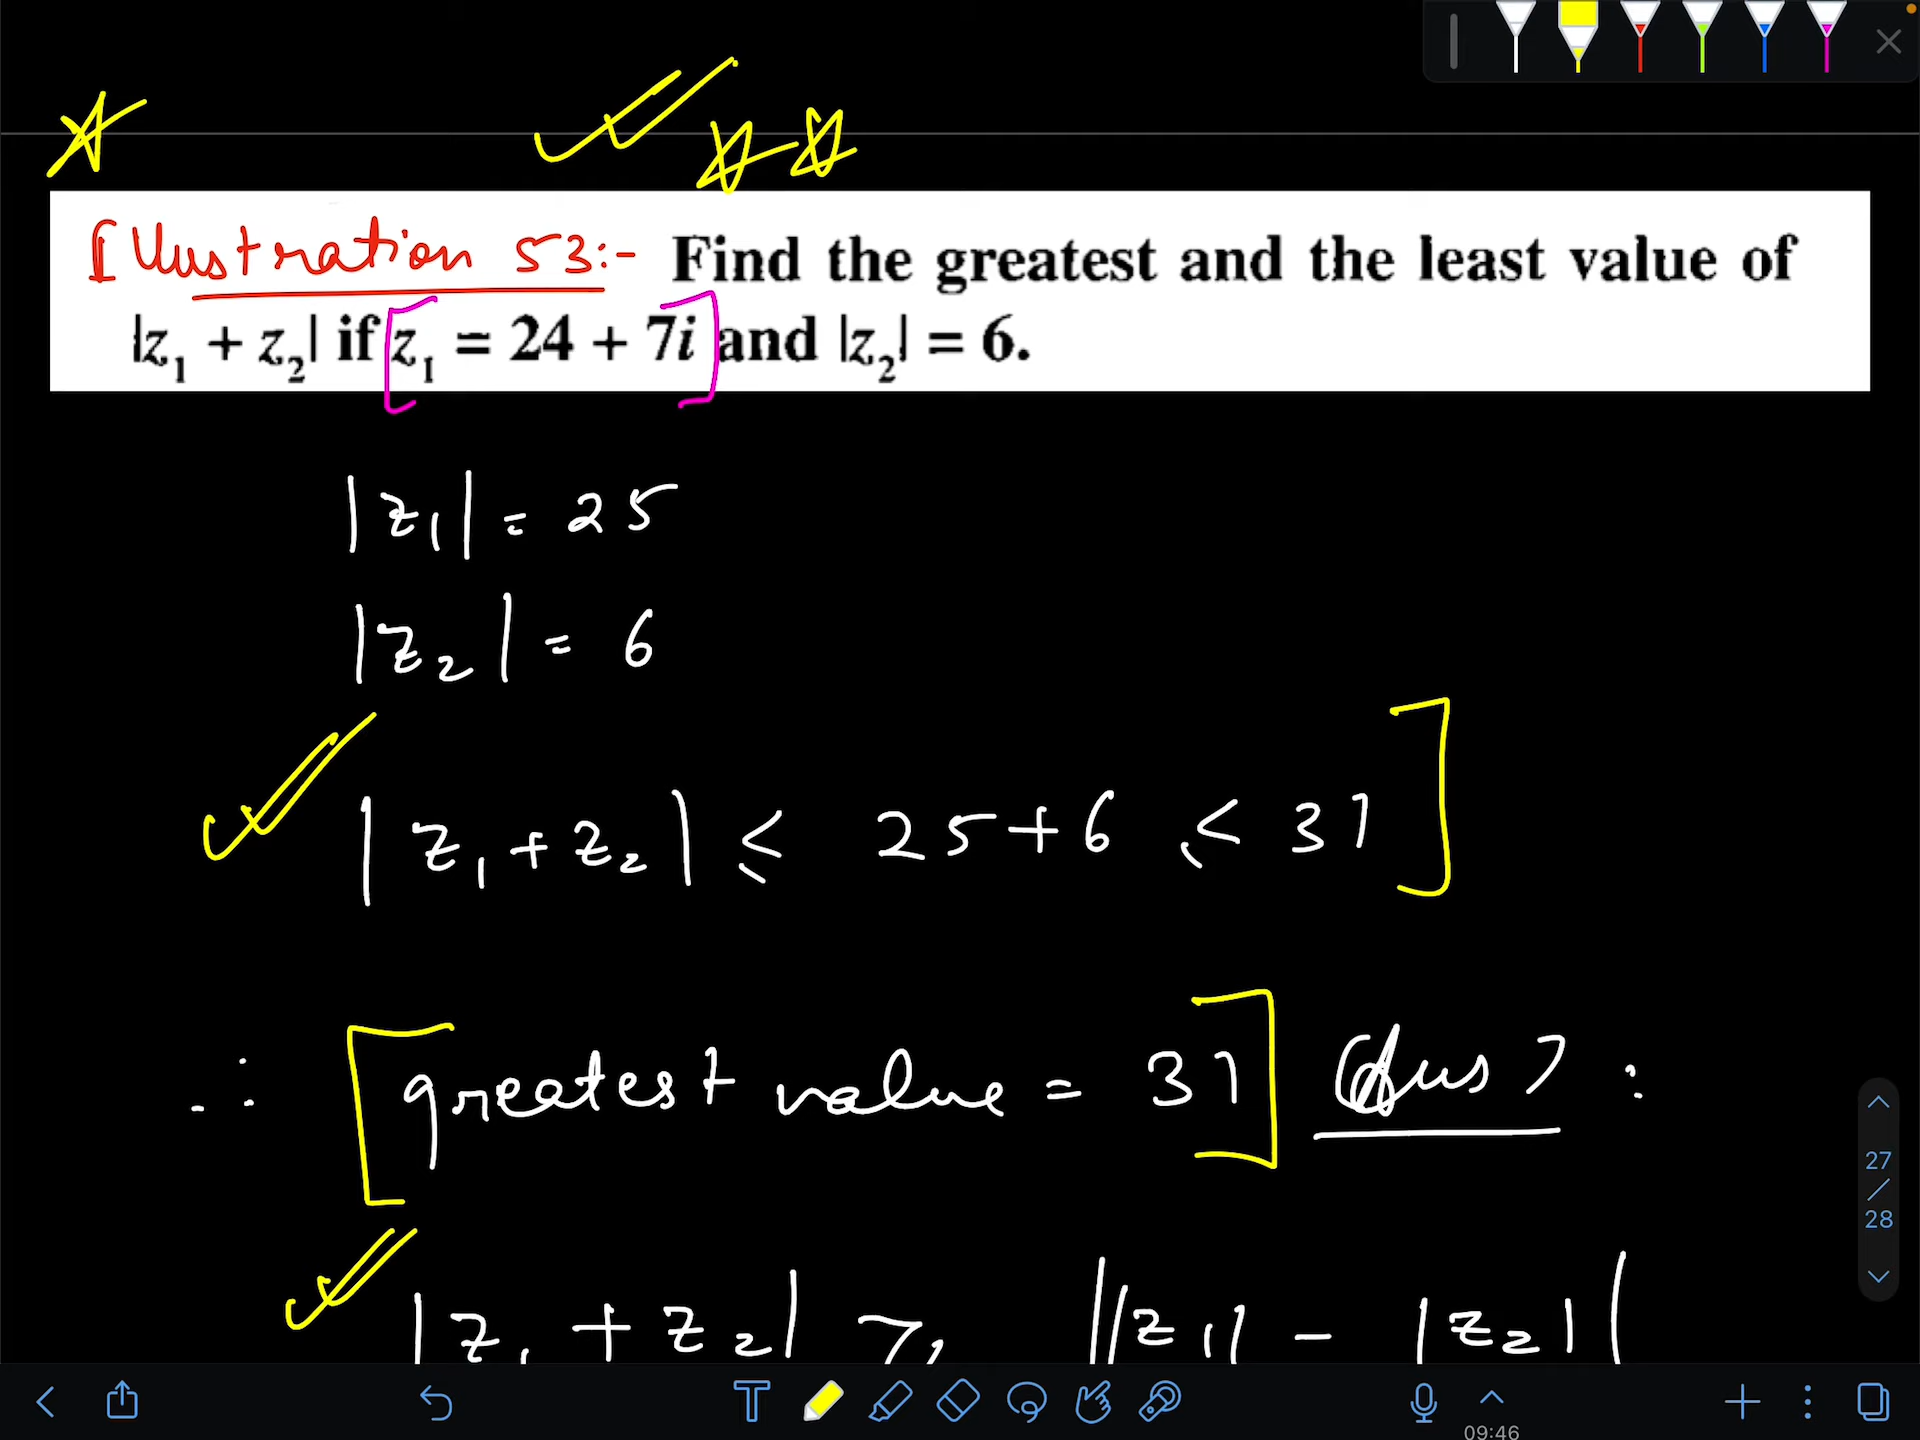 Illustration 53:- Find the greatest and the least value of
|z₁ + z₂| if z₁ = 24 + 7i and |z₂| = 6.
|z₁| = 25
|z₂| = 6
|z₁ + z₂| ≤ 25 + 6 ≤ 31
∴ [greatest value = 31] (Ans) :
|z₁ + z₂| ≥ ||z₁| - |z₂||
27
/
28
T
09:46